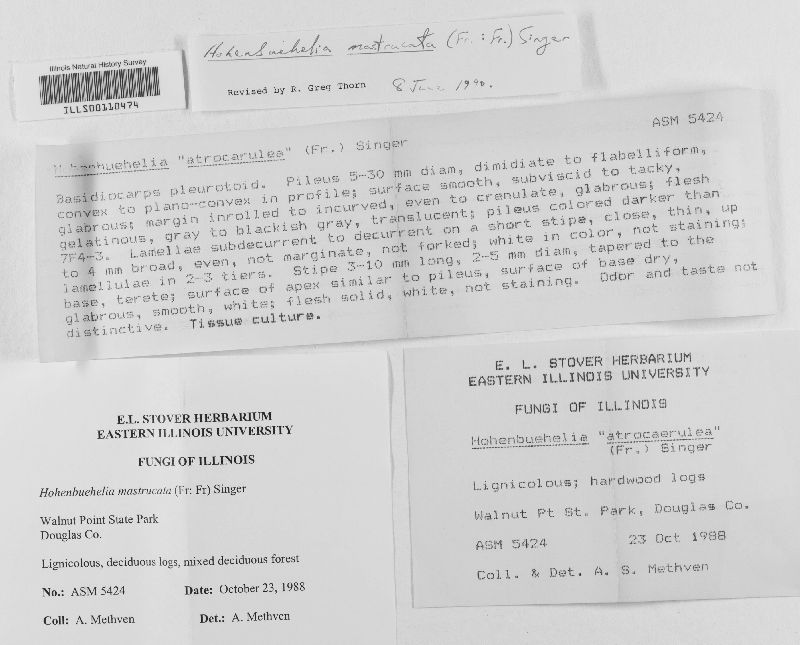 Illinois Natural History Survey
ILLS00110474
Hohenbuehelia mastrucata (Fr.: Fr.) Singer
Revised by R. Greg Thorn 8 June 1990.
ASM 5424
Hohenbuehelia "atrocarulea" (Fr.) Singer
Basidiocarps pleurotoid. Pileus 5-30 mm diam, dimidiate to flabelliform,
convex to plano-convex in profile; surface smooth, subviscid to tacky,
glabrous; margin inrolled to incurved, even to crenulate, glabrous; flesh
gelatinous, gray to blackish gray, translucent; pileus colored darker than
7F4-3. Lamellae subdecurrent to decurrent on a short stipe, close, thin, up
to 4 mm broad, even, not marginate, not forked; white in color, not staining;
lamellulae in 2-3 tiers. Stipe 3-10 mm long, 2-5 mm diam, tapered to the
base, terete; surface of apex similar to pileus, surface of base dry,
glabrous, smooth, white; flesh solid, white, not staining. Odor and taste not
distinctive. Tissue culture.
E.L. STOVER HERBARIUM
EASTERN ILLINOIS UNIVERSITY
FUNGI OF ILLINOIS
Hohenbuehelia mastrucata (Fr: Fr) Singer
Walnut Point State Park
Douglas Co.
Lignicolous, deciduous logs, mixed deciduous forest
No.: ASM 5424 Date: October 23, 1988
Coll: A. Methven Det.: A. Methven
E. L. STOVER HERBARIUM
EASTERN ILLINOIS UNIVERSITY
FUNGI OF ILLINOIS
Hohenbuehelia "atrocaerulea"
(Fr.) Singer
Lignicolous; hardwood logs
Walnut Pt St. Park, Douglas Co.
ASM 5424 23 Oct 1988
Coll. & Det. A. S. Methven